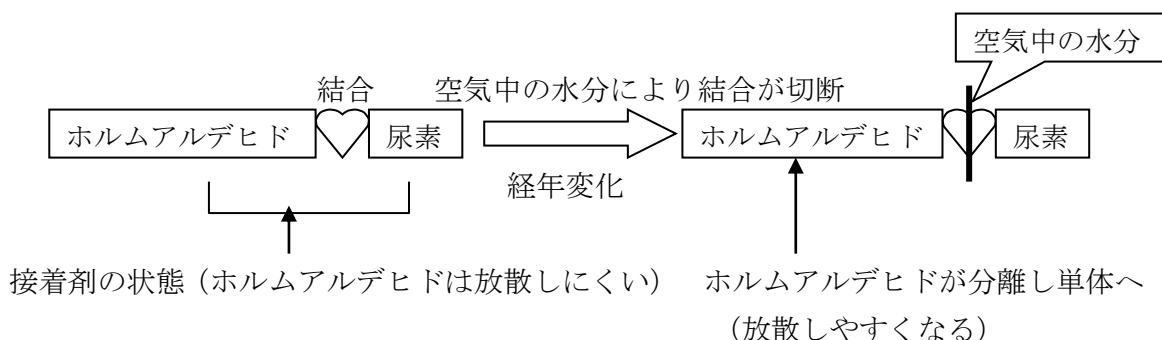 空気中の水分
結合
空気中の水分により結合が切断
ホルムアルデヒド
尿素
ホルムアルデヒド
尿素
経年変化
接着剤の状態（ホルムアルデヒドは放散しにくい）
ホルムアルデヒドが分離し単体へ
（放散しやすくなる）